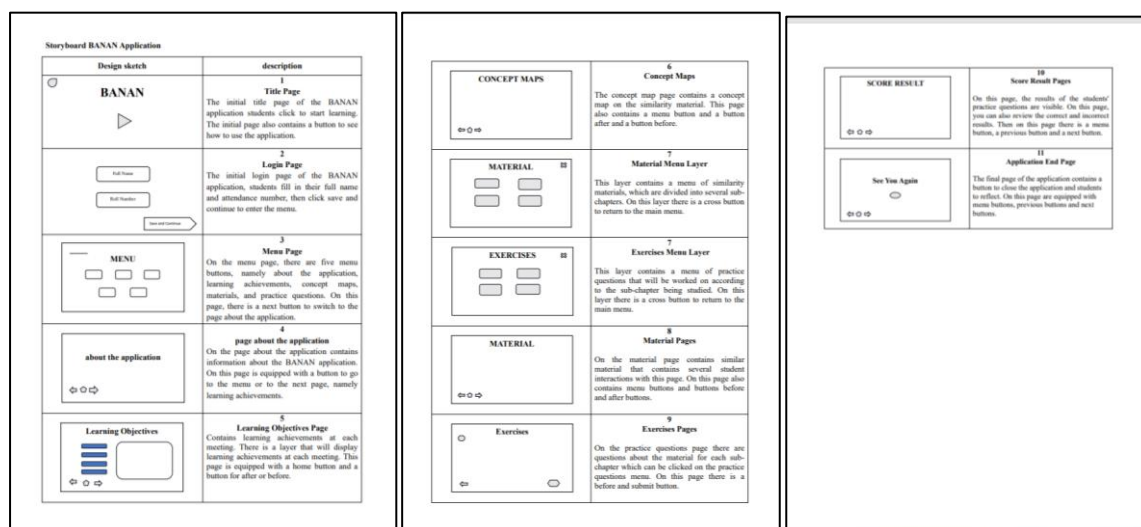 Storyboard BANAN Application
Design sketch
description
BANAN
1
Title Page
The initial title page of the BANAN
application students click to start learning.
The initial page also contains a button to see
how to use the application.
Full Name
Roll Number
Save and Continue
2
Login Page
The initial login page of the BANAN
application, students fill in their full name
and attendance number, then click save and
continue to enter the menu.
MENU
3
Menu Page
On the menu page, there are five menu
buttons, namely about the application,
learning achievements, concept maps,
materials, and practice questions. On this
page, there is a next button to switch to the
page about the application.
about the application
4
page about the application
On the page about the application contains
information about the BANAN application.
On this page is equipped with a button to go
to the menu or to the next page, namely
learning achievements.
Learning Objectives
5
Learning Objectives Page
Contains learning achievements at each
meeting. There is a layer that will display
learning achievements at each meeting. This
page is equipped with a home button and a
button for after or before.
CONCEPT MAPS
6
Concept Maps
The concept map page contains a concept
map on the similarity material. This page
also contains a menu button and a button
after and a button before.
MATERIAL
7
Material Menu Layer
This layer contains a menu of similarity
materials, which are divided into several sub-
chapters. On this layer there is a cross button
to return to the main menu.
EXERCISES
7
Exercises Menu Layer
This layer contains a menu of practice
questions that will be worked on according
to the sub-chapter being studied. On this
layer there is a cross button to return to the
main menu.
MATERIAL
8
Material Pages
On the material page contains similar
material that contains several student
interactions with this page. On this page also
contains menu buttons and buttons before
and after buttons.
Exercises
9
Exercises Pages
On the practice questions page there are
questions about the material for each sub-
chapter which can be clicked on the practice
questions menu. On this page there is a
before and submit button.
SCORE RESULT
10
Score Result Pages
On this page, the results of the students'
practice questions are visible. On this page,
you can also review the correct and incorrect
results. Then on this page there is a menu
button, a previous button and a next button.
See You Again
11
Application End Page
The final page of the application contains a
button to close the application and students
to reflect. On this page are equipped with
menu buttons, previous buttons and next
buttons.